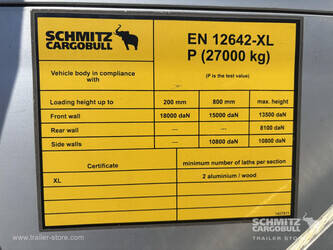 SCHMITZ
CARGOBULL
EN 12642-XL
P (27000 kg)
Vehicle body in compliance
with
(P is the test value)
Loading height up to 200 mm 800 mm max. height
Front wall 18000 daN 15000 daN 13500 daN
Rear wall --- --- 8100 daN
Side walls --- 10800 daN 10800 daN
Certificate minimum number of laths per section
XL 2 aluminium / wood
SCHMITZ
CARGOBULL
trailer-store.com
trailer-store.com